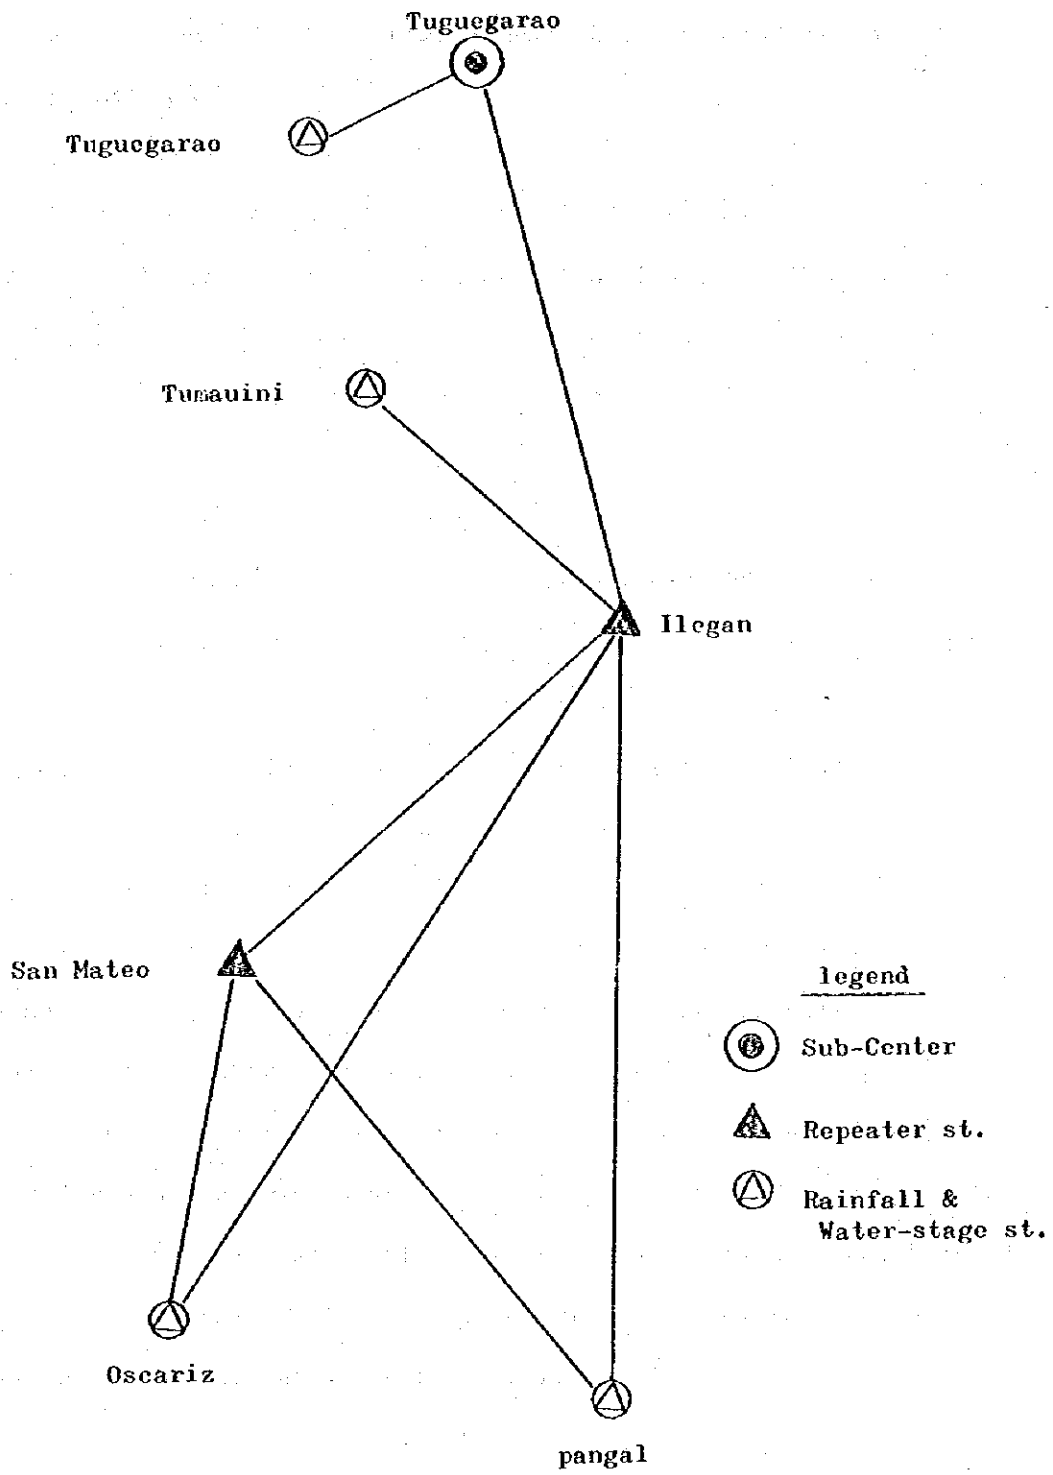 Tuguegarao
Tuguegarao
Tumauini
Ilegan
San Mateo
legend
Sub-Center
Repeater st.
Rainfall &
Water-stage st.
Oscariz
pangal